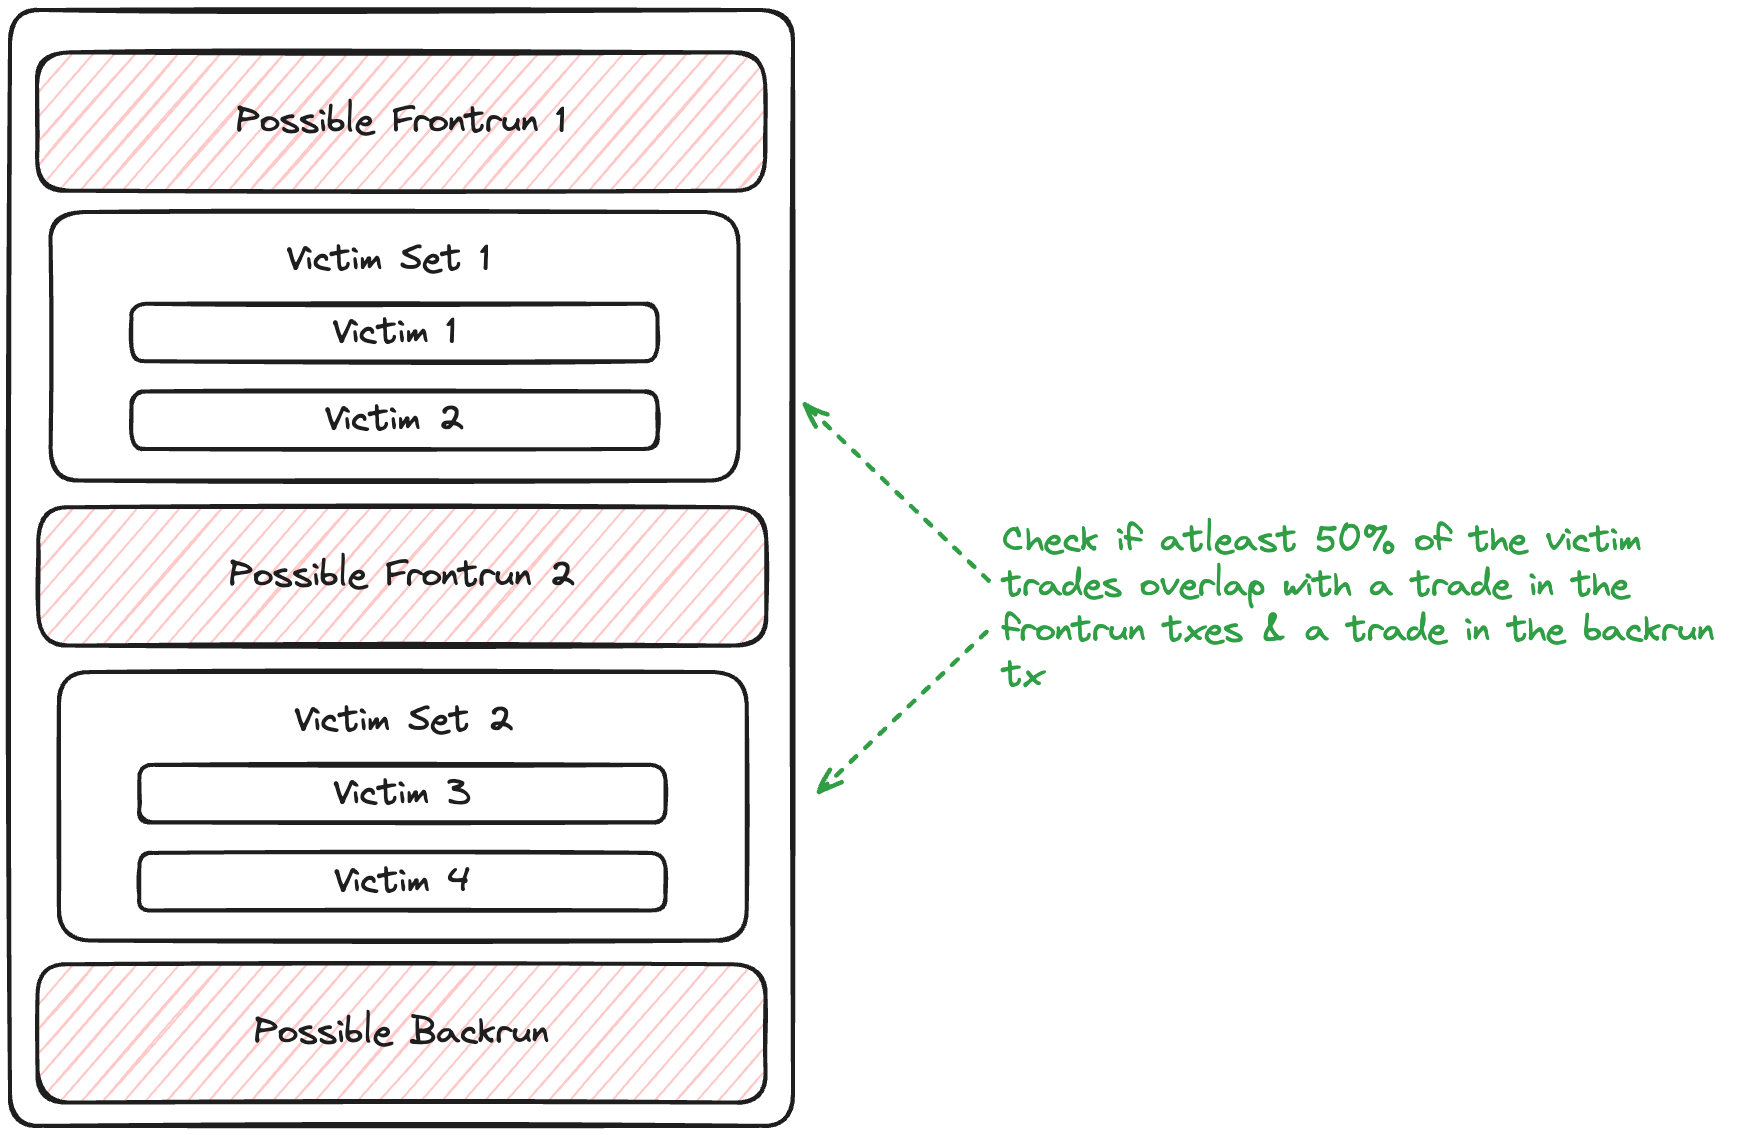 Possible Frontrun 1
Victim Set 1
Victim 1
Victim 2
Possible Frontrun 2
Victim Set 2
Victim 3
Victim 4
Possible Backrun
Check if atleast 50% of the victim
trades overlap with a trade in the
frontrun txes & a trade in the backrun
tx